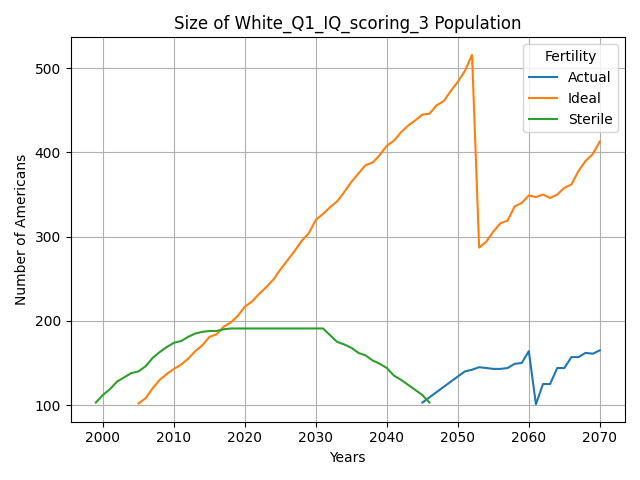 Size of White_Q1_IQ_scoring_3 Population
Number of Americans
500
400
300
200
100
Fertility
Actual
Ideal
Sterile
2000 2010 2020 2030 2040 2050 2060 2070
Years